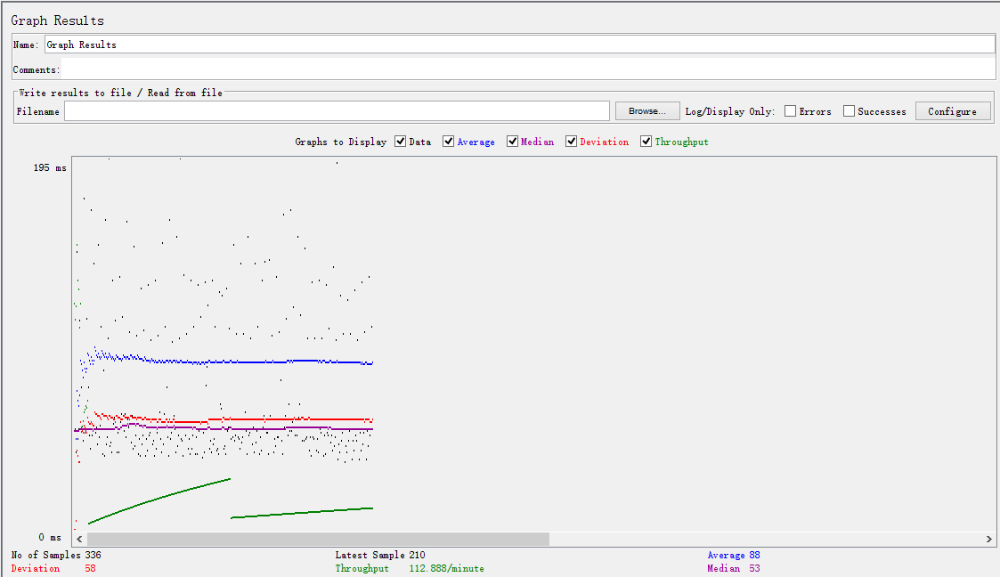 Graph Results
Name: Graph Results
Comments:
Write results to file / Read from file
Filename Browse... Log/Display Only: Errors Successes Configure
Graphs to Display Data Average Median Deviation Throughput
195 ms
0 ms
No of Samples 336 Latest Sample 210 Average 88
Deviation 58 Throughput 112.888/minute Median 53